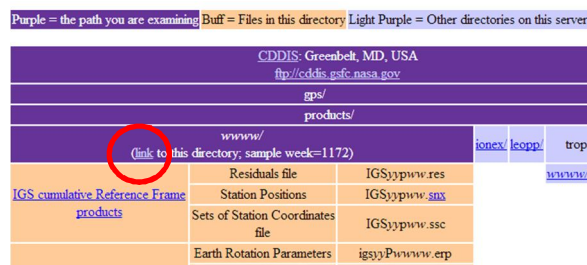 Purple = the path you are examining Buff = Files in this directory Light Purple = Other directories on this server
CDDIS: Greenbelt, MD, USA
ftp://cddis.gsfc.nasa.gov
gps/
products/
wwww/
(link to this directory; sample week=1172)
ionex/ leopp/ trop
IGS cumulative Reference Frame products
Residuals file IGSyypww.res
Station Positions IGSyypww.snx
Sets of Station Coordinates file IGSyypww.ssc
Earth Rotation Parameters igsyyPwwww.erp
wwww/